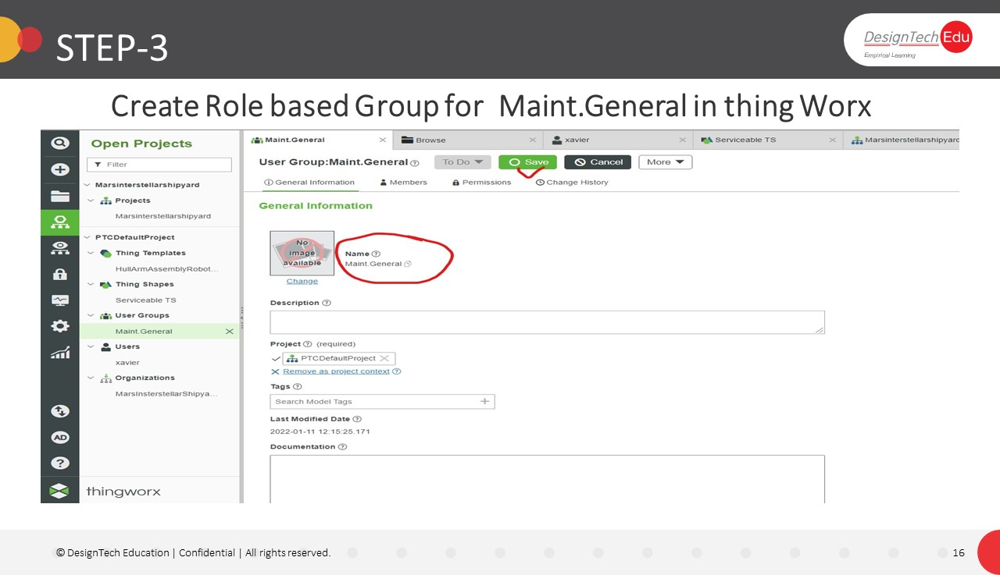 STEP-3
DesignTech Edu
Empirical Learning
Create Role based Group for Maint.General in thing Worx
Open Projects
Filter
Marsinterstellarshipyard
Projects
Marsinterstellarshipyard
PTCDefaultProject
Thing Templates
HullArmAssemblyRobot...
Thing Shapes
Serviceable TS
User Groups
Maint.General
Users
xavier
Organizations
MarsInsterstellarShipya...
AD
thingworx
Maint.General
Browse
xavier
Serviceable TS
Marsinterstellarshipyard
User Group:Maint.General
To Do
Save
Cancel
More
General Information
Members
Permissions
Change History
General Information
No
image
available
Change
Name
Maint.General
Description
Project (required)
PTCDefaultProject
Remove as project context
Tags
Search Model Tags
Last Modified Date
2022-01-11 12:15:25.171
Documentation
© DesignTech Education | Confidential | All rights reserved.
16